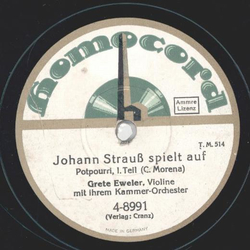 Homocord
Ammre
Lizenz
T. M. 514
Johann Strauß spielt auf
Potpourri, 1. Teil (C. Morena)
Grete Eweler, Violine
mit ihrem Kammer-Orchester
4-8991
(Verlag: Cranz)
MADE IN GERMANY